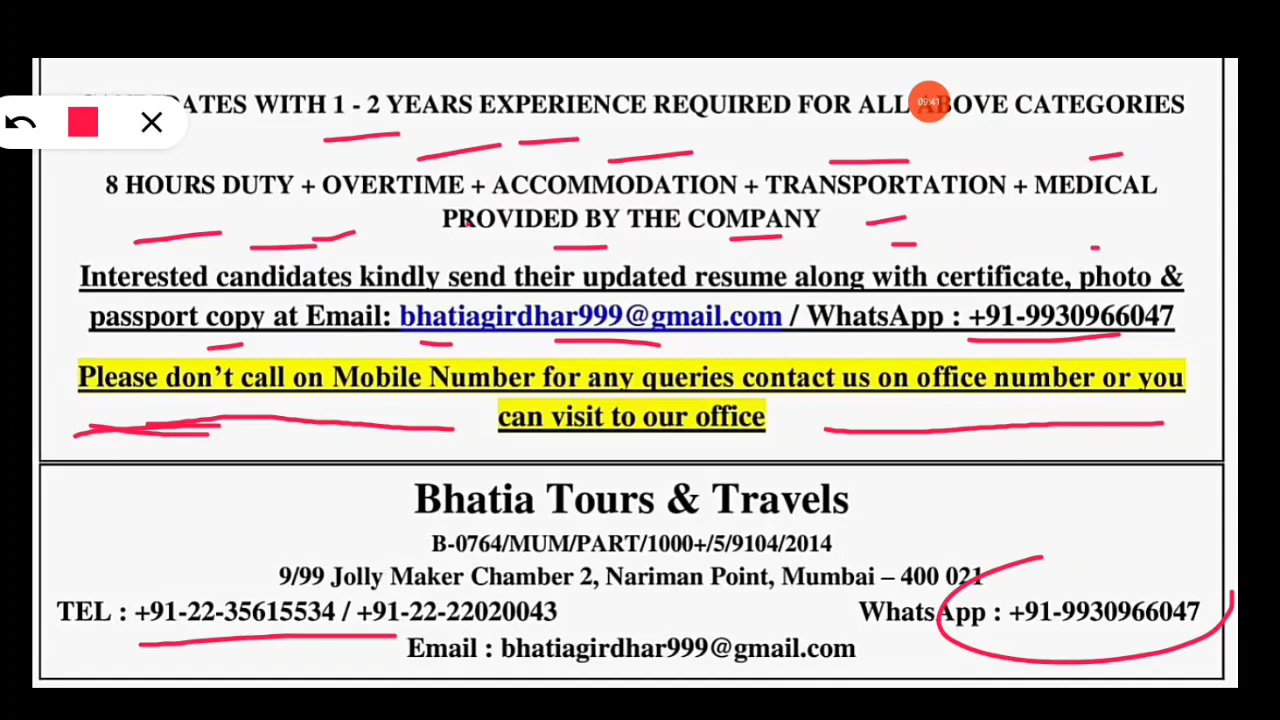 WITH 1 - 2 YEARS EXPERIENCE REQUIRED FOR ALL ABOVE CATEGORIES
09:41
8 HOURS DUTY + OVERTIME + ACCOMMODATION + TRANSPORTATION + MEDICAL
PROVIDED BY THE COMPANY
Interested candidates kindly send their updated resume along with certificate, photo &
passport copy at Email: bhatiagirdhar999@gmail.com / WhatsApp : +91-9930966047
Please don’t call on Mobile Number for any queries contact us on office number or you
can visit to our office
Bhatia Tours & Travels
B-0764/MUM/PART/1000+/5/9104/2014
9/99 Jolly Maker Chamber 2, Nariman Point, Mumbai – 400 021
TEL : +91-22-35615534 / +91-22-22020043 WhatsApp : +91-9930966047
Email : bhatiagirdhar999@gmail.com